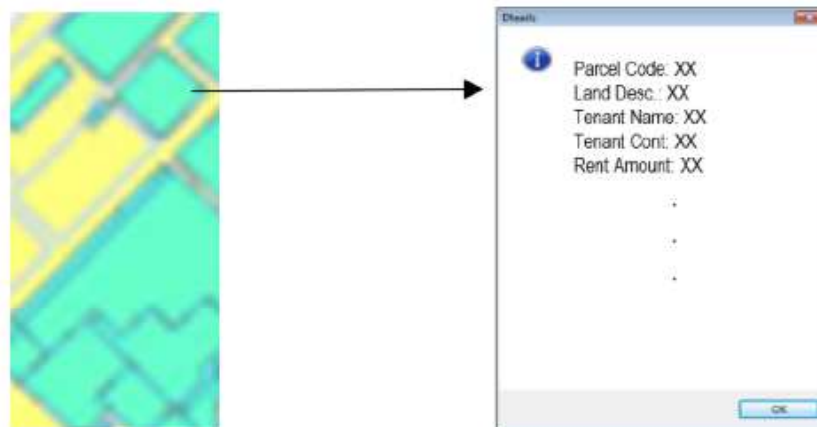 Details
Parcel Code: XX
Land Desc.: XX
Tenant Name: XX
Tenant Cont: XX
Rent Amount: XX
.
.
.
OK